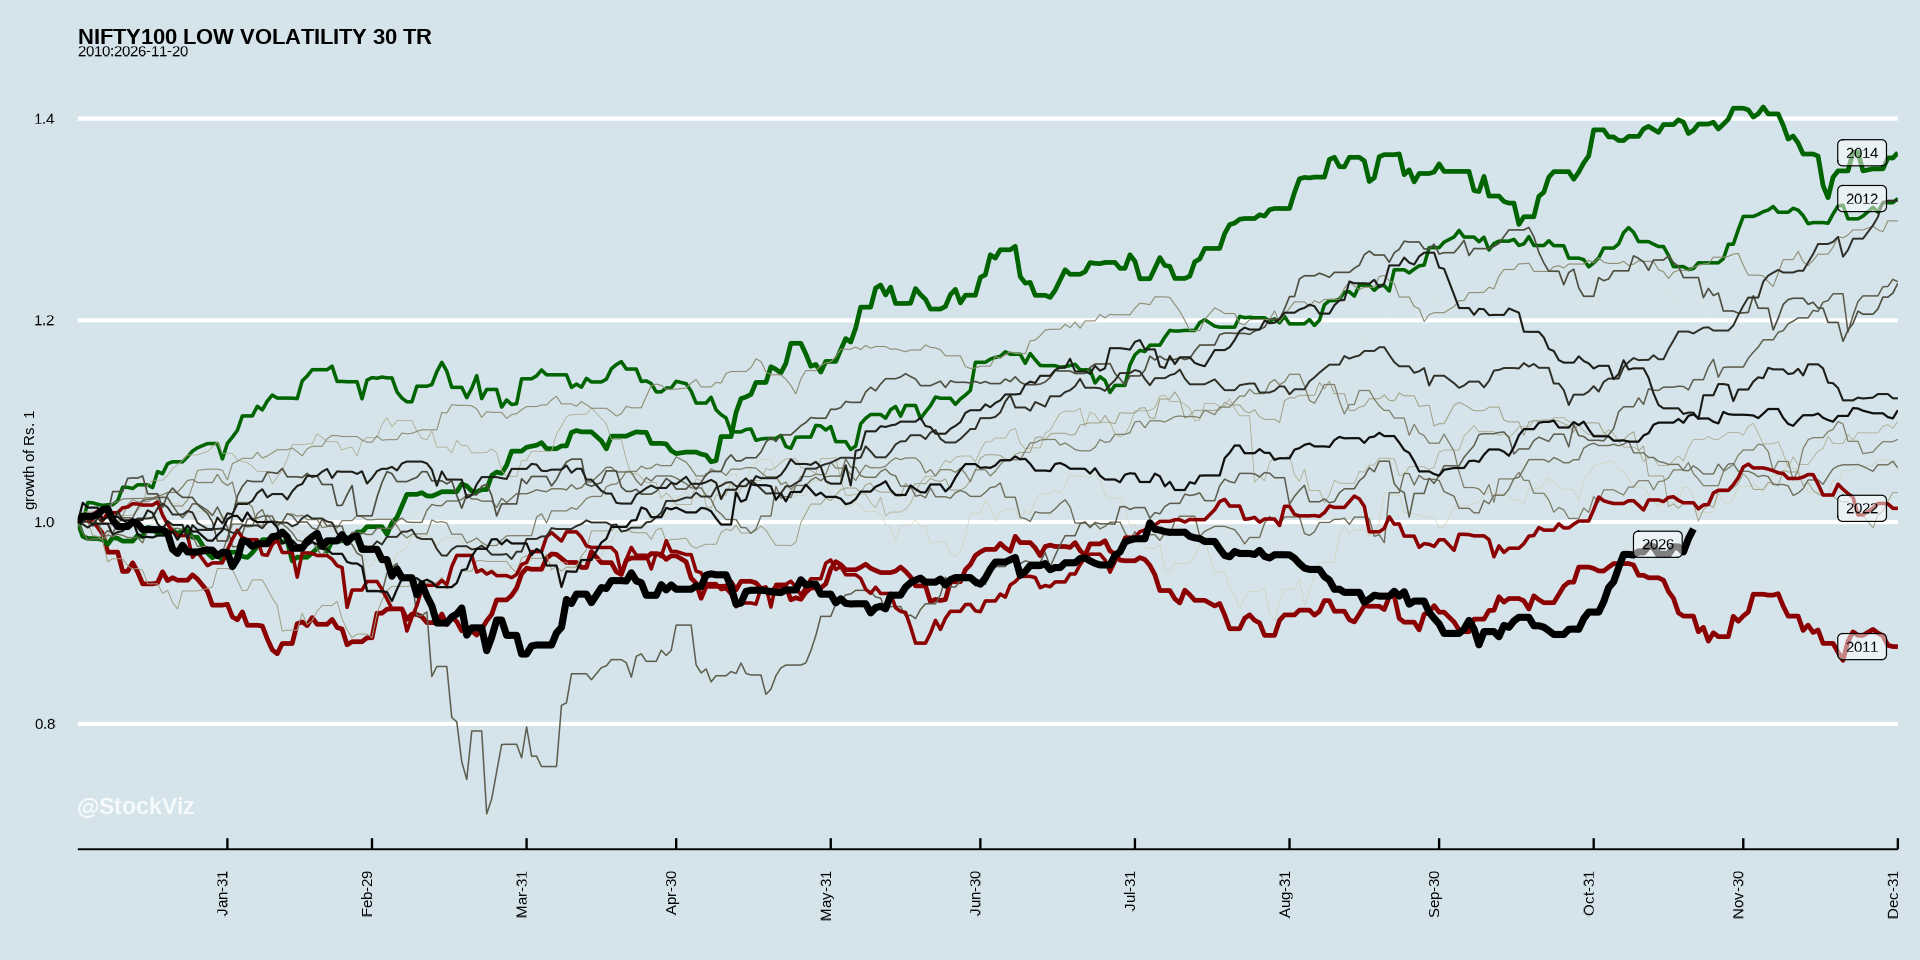 NIFTY100 LOW VOLATILITY 30 TR
2010:2026-11-20
1.4
1.2
1.0
0.8
growth of Rs. 1
2014
2012
2022
2026
2011
@StockViz
Jan-31
Feb-29
Mar-31
Apr-30
May-31
Jun-30
Jul-31
Aug-31
Sep-30
Oct-31
Nov-30
Dec-31